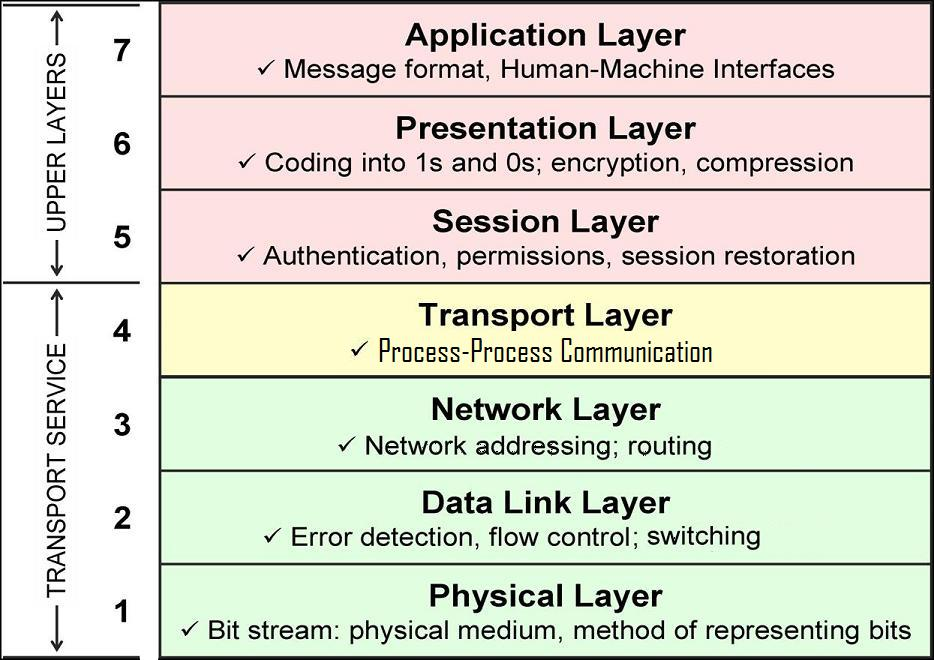 UPPER LAYERS
7
Application Layer
✓ Message format, Human-Machine Interfaces
6
Presentation Layer
✓ Coding into 1s and 0s; encryption, compression
5
Session Layer
✓ Authentication, permissions, session restoration
TRANSPORT SERVICE
4
Transport Layer
✓ Process-Process Communication
3
Network Layer
✓ Network addressing; routing
2
Data Link Layer
✓ Error detection, flow control; switching
1
Physical Layer
✓ Bit stream: physical medium, method of representing bits